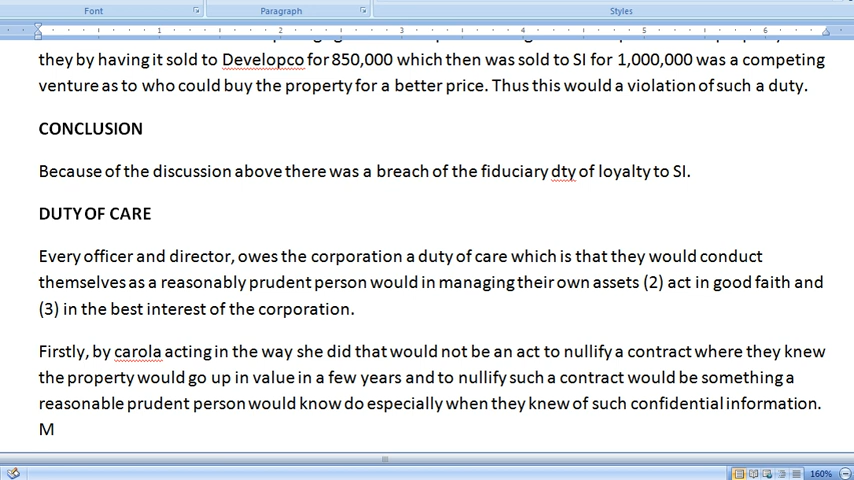 Font Paragraph Styles
1 2 3 4 5 6
they by having it sold to Developco for 850,000 which then was sold to SI for 1,000,000 was a competing
venture as to who could buy the property for a better price. Thus this would a violation of such a duty.
CONCLUSION
Because of the discussion above there was a breach of the fiduciary dty of loyalty to SI.
DUTY OF CARE
Every officer and director, owes the corporation a duty of care which is that they would conduct
themselves as a reasonably prudent person would in managing their own assets (2) act in good faith and
(3) in the best interest of the corporation.
Firstly, by carola acting in the way she did that would not be an act to nullify a contract where they knew
the property would go up in value in a few years and to nullify such a contract would be something a
reasonable prudent person would know do especially when they knew of such confidential information.
M
160%